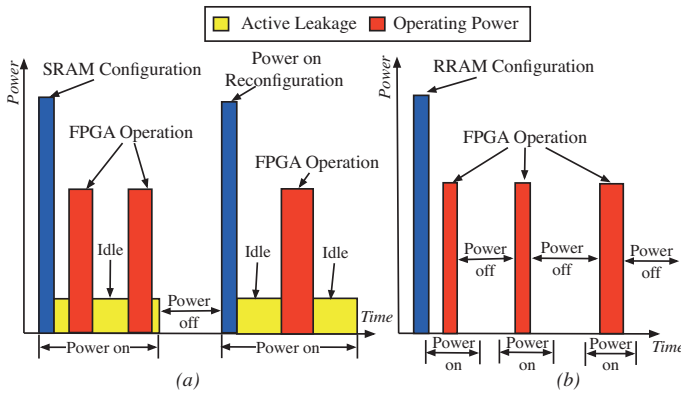 Active Leakage
Operating Power
Power
SRAM Configuration
Power on
Reconfiguration
FPGA Operation
FPGA Operation
Idle
Idle
Idle
Power
off
Time
Power on
Power on
(a)
Power
RRAM Configuration
FPGA Operation
Power
off
Power
off
Power
off
Time
Power
on
Power
on
Power
on
(b)